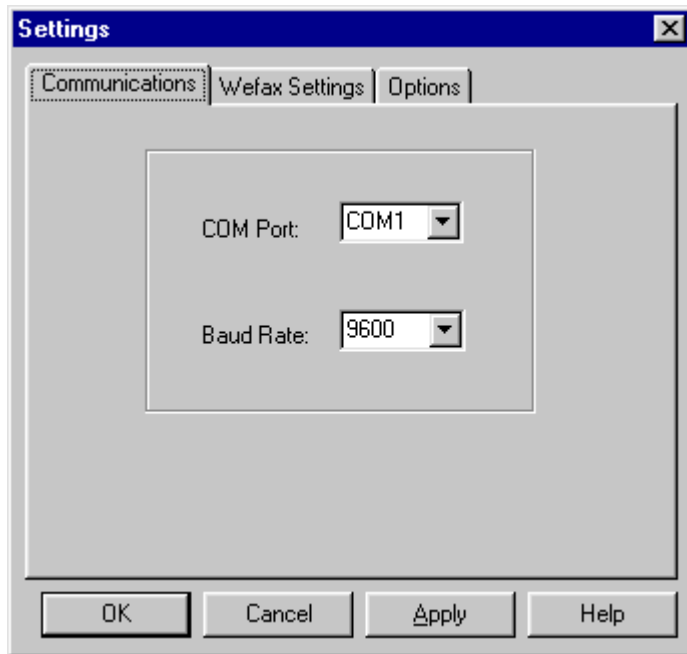 Settings
Communications Wefax Settings Options
COM Port: COM1
Baud Rate: 9600
OK Cancel Apply Help